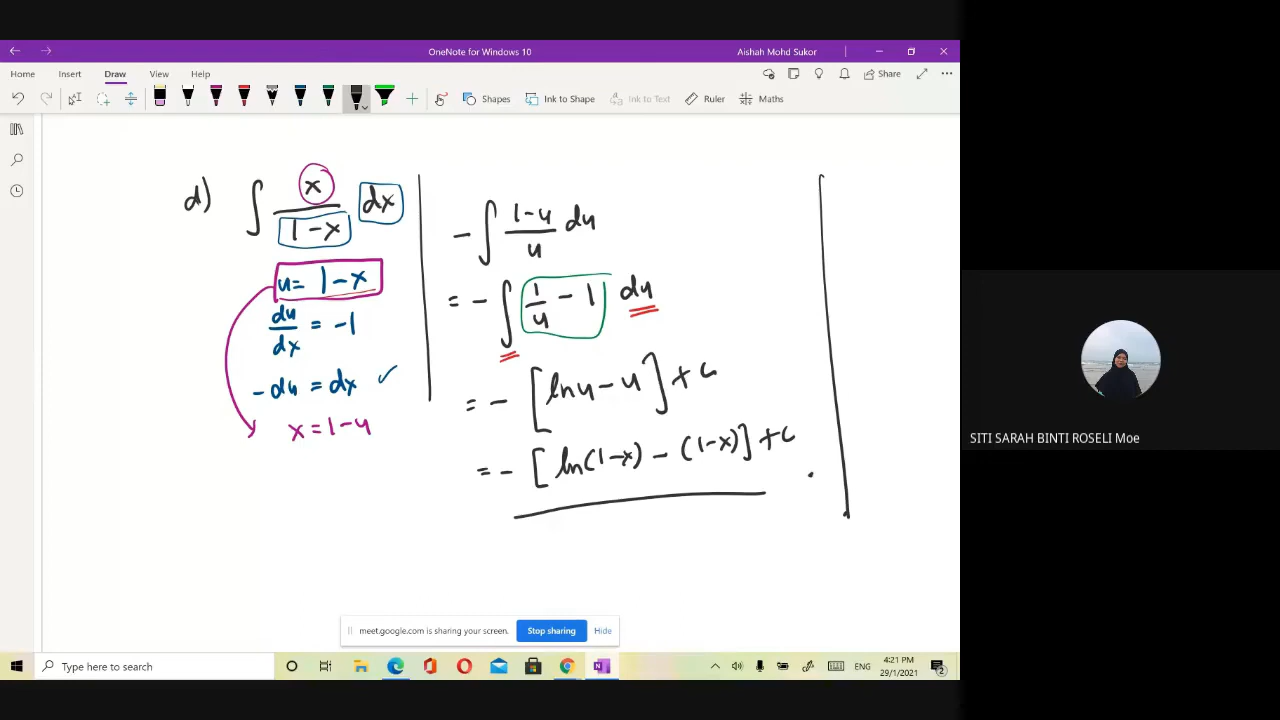 OneNote for Windows 10
Aishah Mohd Sukor
Home Insert Draw View Help
Share
Shapes Ink to Shape Ink to Text Ruler Maths
d) ∫ x/(1-x) dx
u = 1-x
du/dx = -1
-du = dx ✓
x = 1-u
- ∫ (1-u)/u du
= - ∫ 1/u - 1 du
= - [ln u - u] + c
= - [ln(1-x) - (1-x)] + c
SITI SARAH BINTI ROSELI Moe
meet.google.com is sharing your screen. Stop sharing Hide
Type here to search
ENG
4:21 PM
29/1/2021
2